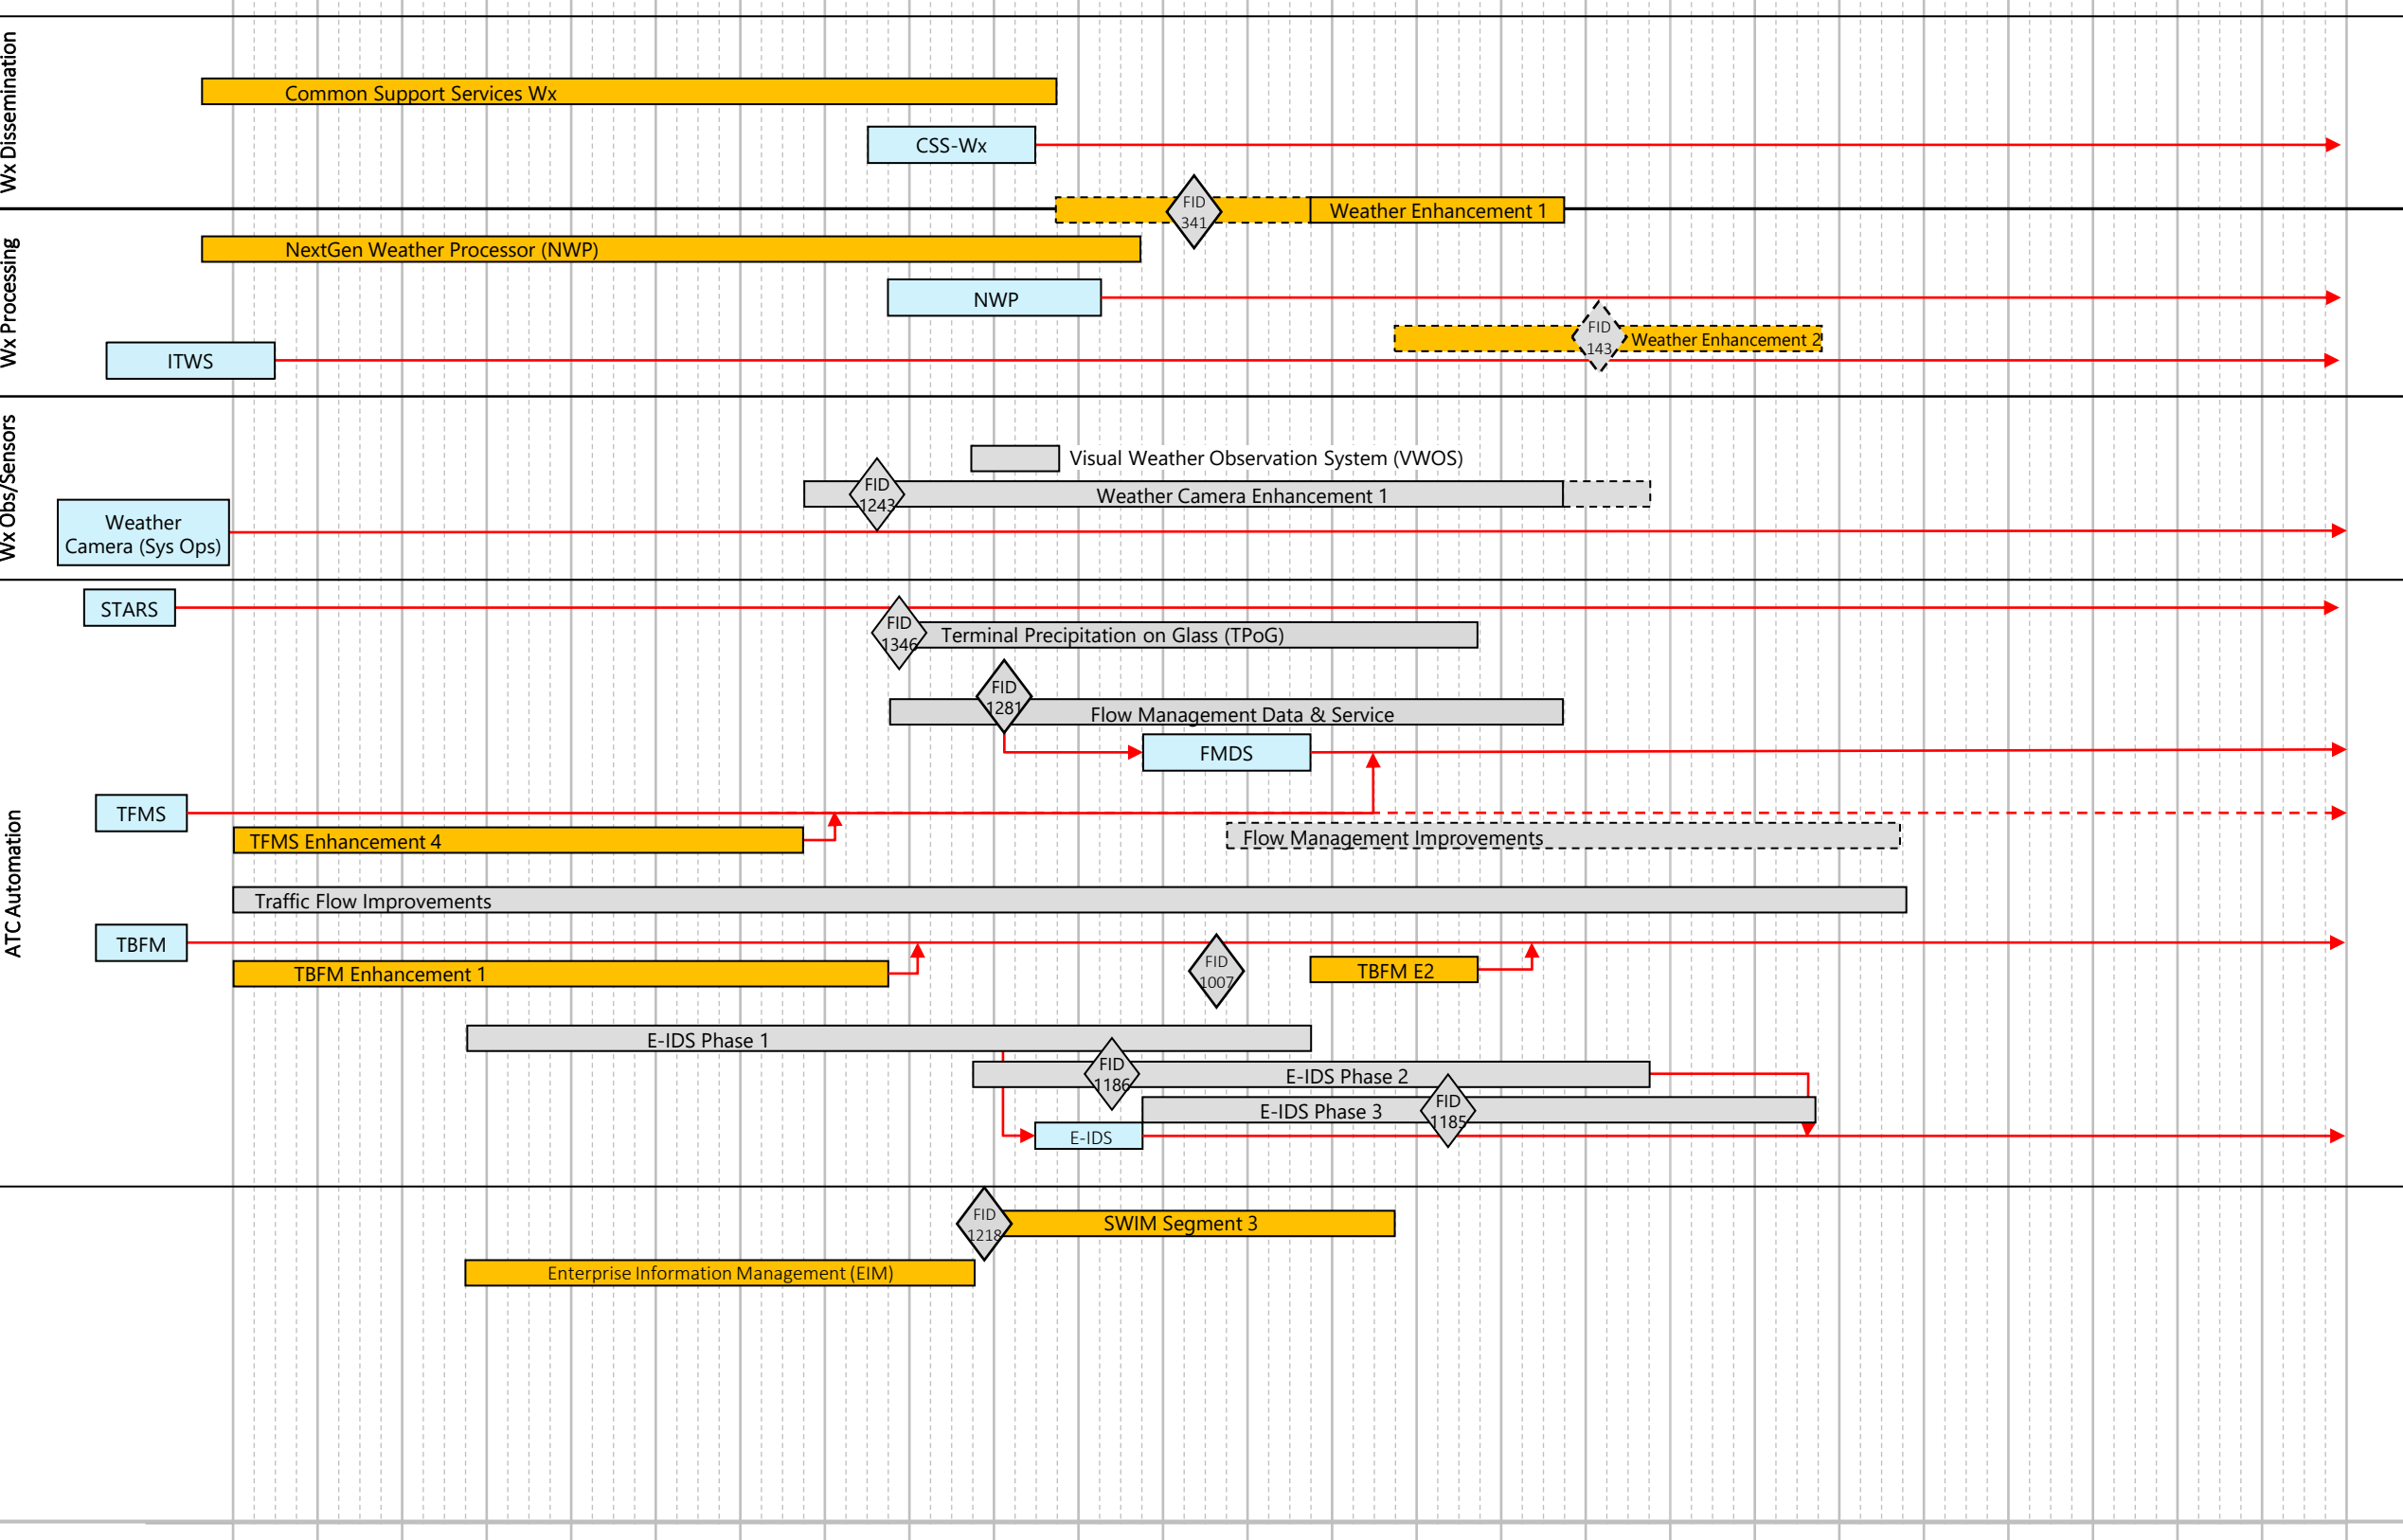 Wx Dissemination
Common Support Services Wx
CSS-Wx
FID
341
Weather Enhancement 1
Wx Processing
NextGen Weather Processor (NWP)
NWP
FID
143
Weather Enhancement 2
ITWS
Wx Obs/Sensors
Visual Weather Observation System (VWOS)
FID
1243
Weather Camera Enhancement 1
Weather
Camera (Sys Ops)
ATC Automation
STARS
FID
1346
Terminal Precipitation on Glass (TPoG)
FID
1281
Flow Management Data & Service
FMDS
TFMS
TFMS Enhancement 4
Flow Management Improvements
Traffic Flow Improvements
TBFM
TBFM Enhancement 1
FID
1007
TBFM E2
E-IDS Phase 1
FID
1186
E-IDS Phase 2
E-IDS Phase 3
FID
1185
E-IDS
FID
1218
SWIM Segment 3
Enterprise Information Management (EIM)